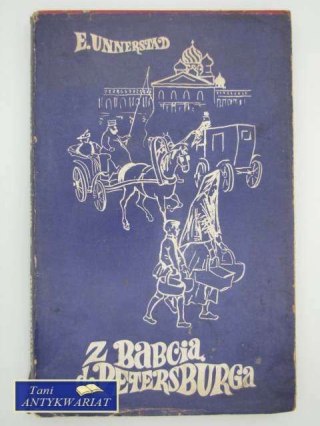 E. UNNERSTAD
Z BABCIĄ
do PETERSBURGA
Tani
ANTYKWARIAT